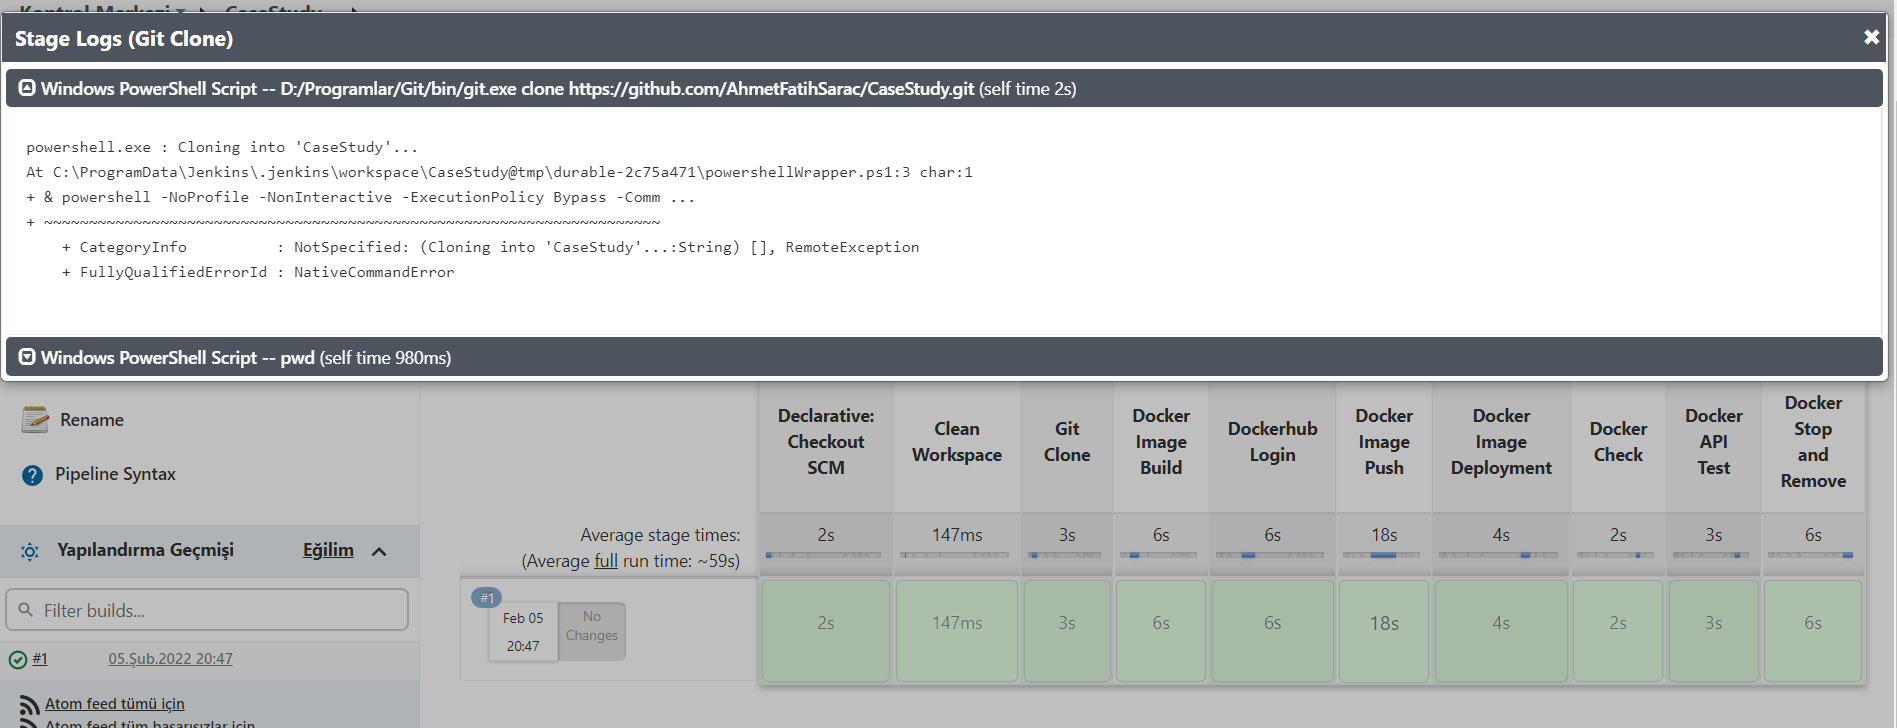 Kontrol Merkezi CaseStudy
Stage Logs (Git Clone)
Windows PowerShell Script -- D:/Programlar/Git/bin/git.exe clone https://github.com/AhmetFatihSarac/CaseStudy.git (self time 2s)
powershell.exe : Cloning into 'CaseStudy'...
At C:\ProgramData\Jenkins\.jenkins\workspace\CaseStudy@tmp\durable-2c75a471\powershellWrapper.ps1:3 char:1
+ & powershell -NoProfile -NonInteractive -ExecutionPolicy Bypass -Comm ...
+ ~~~~~~~~~~~~~~~~~~~~~~~~~~~~~~~~~~~~~~~~~~~~~~~~~~~~~~~~~~~~~~~~~~~~~
+ CategoryInfo : NotSpecified: (Cloning into 'CaseStudy'...:String) [], RemoteException
+ FullyQualifiedErrorId : NativeCommandError
Windows PowerShell Script -- pwd (self time 980ms)
Rename
Pipeline Syntax
Yapılandırma Geçmişi Eğilim
Filter builds...
#1 05.Şub.2022 20:47
Atom feed tümü için
Atom feed tüm başarısızlar için
Declarative:
Checkout
SCM
Clean
Workspace
Git
Clone
Docker
Image
Build
Dockerhub
Login
Docker
Image
Push
Docker
Image
Deployment
Docker
Check
Docker
API
Test
Docker
Stop
and
Remove
Average stage times:
(Average full run time: ~59s)
2s 147ms 3s 6s 6s 18s 4s 2s 3s 6s
#1
Feb 05
20:47
No
Changes
2s 147ms 3s 6s 6s 18s 4s 2s 3s 6s